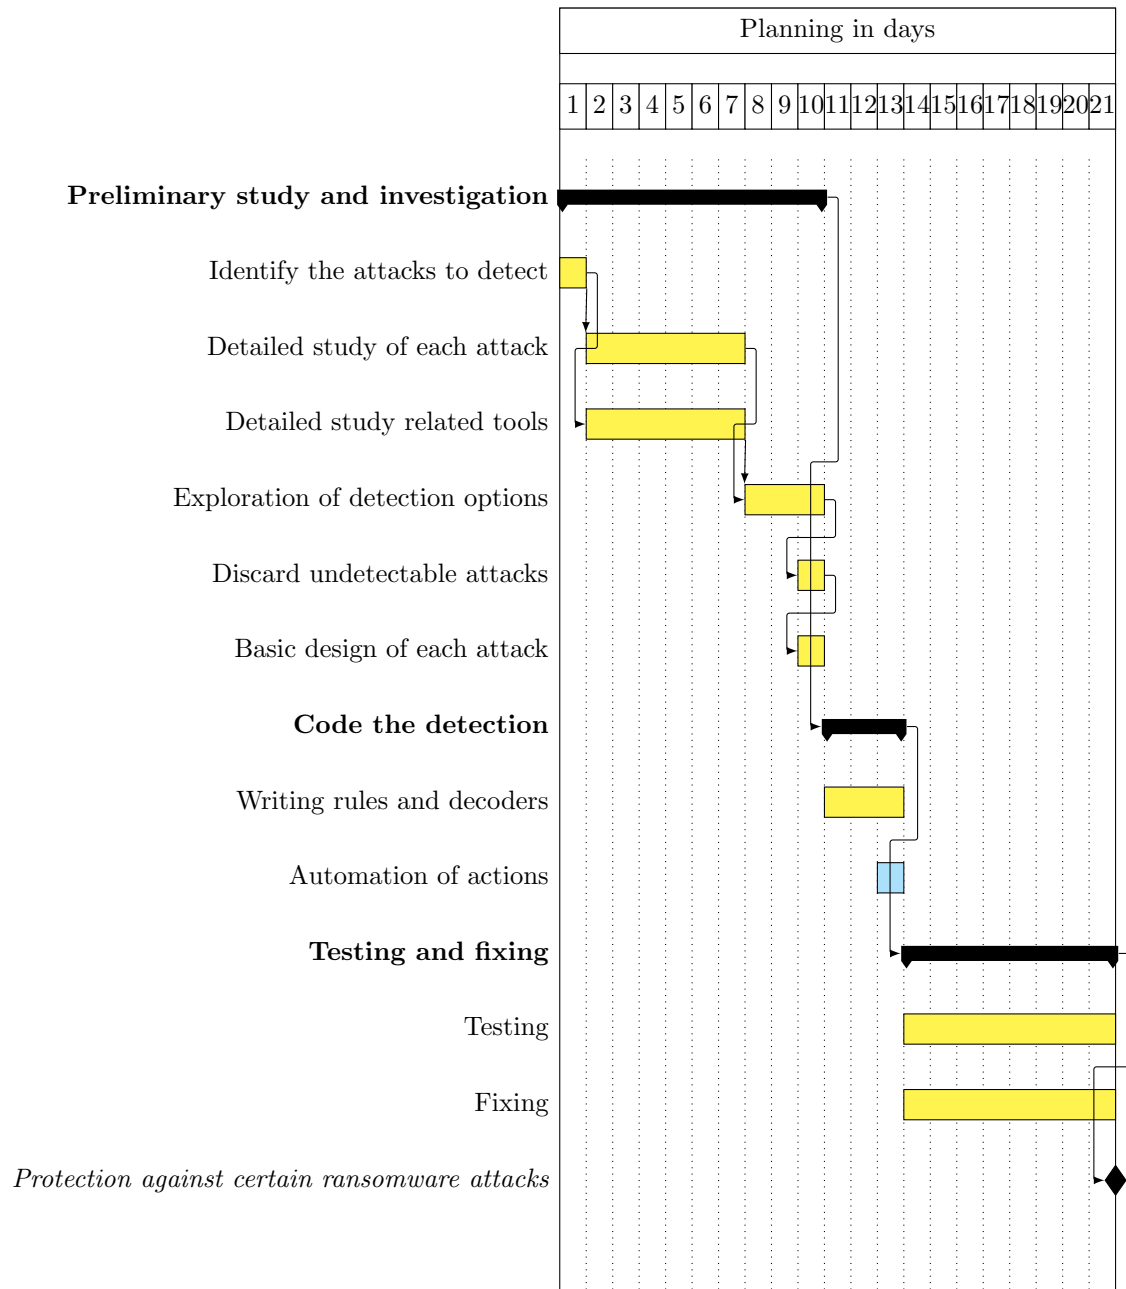 Planning in days
1 2 3 4 5 6 7 8 9 10 11 12 13 14 15 16 17 18 19 20 21
Preliminary study and investigation
Identify the attacks to detect
Detailed study of each attack
Detailed study related tools
Exploration of detection options
Discard undetectable attacks
Basic design of each attack
Code the detection
Writing rules and decoders
Automation of actions
Testing and fixing
Testing
Fixing
Protection against certain ransomware attacks